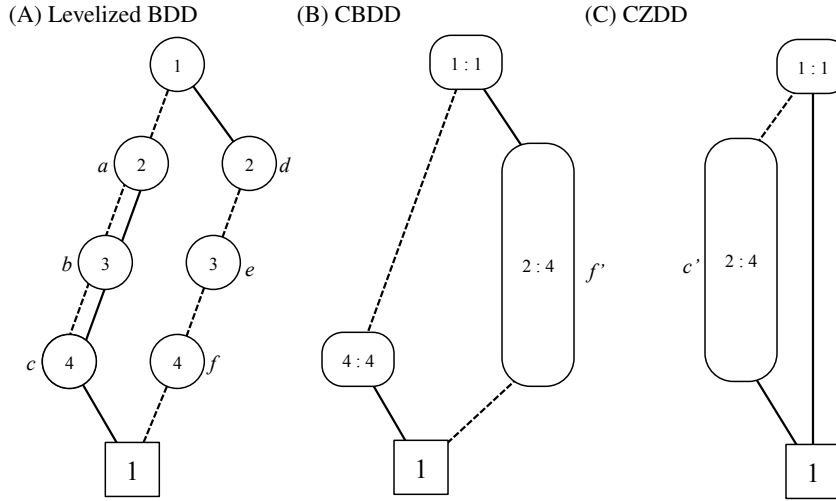 (A) Levelized BDD
(B) CBDD
(C) CZDD
1
1 : 1
1 : 1
a 2 2 d
b 3 3 e
2 : 4 f’
c’ 2 : 4
c 4 4 f
4 : 4
1
1
1